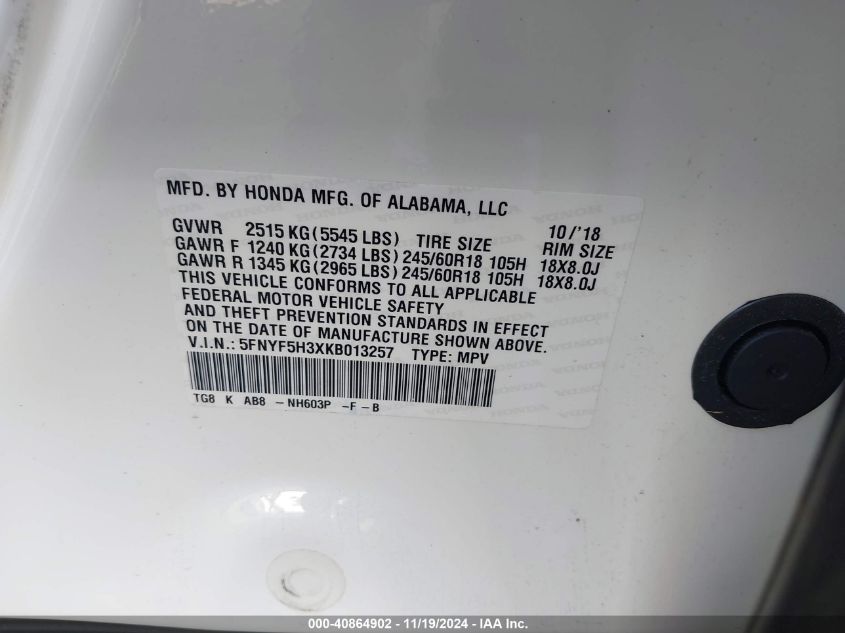 MFD. BY HONDA MFG. OF ALABAMA, LLC
10/'18
GVWR 2515 KG(5545 LBS) TIRE SIZE RIM SIZE
GAWR F 1240 KG(2734 LBS)245/60R18 105H 18X8.0J
GAWR R 1345 KG(2965 LBS)245/60R18 105H 18X8.0J
THIS VEHICLE CONFORMS TO ALL APPLICABLE
FEDERAL MOTOR VEHICLE SAFETY
AND THEFT PREVENTION STANDARDS IN EFFECT
ON THE DATE OF MANUFACTURE SHOWN ABOVE.
V.I.N.: 5FNYF5H3XKB013257 TYPE: MPV
TG8 K AB8 -NH603P -F-B
000-40864902 - 11/19/2024 - IAA Inc.